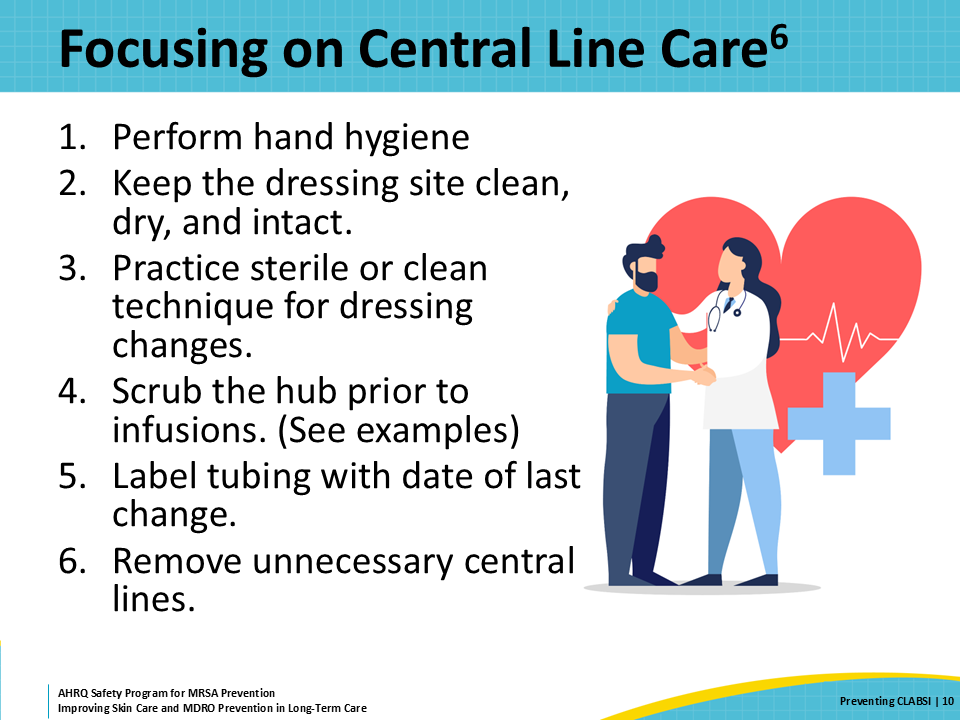 Focusing on Central Line Care6
1. Perform hand hygiene
2. Keep the dressing site clean,
dry, and intact.
3. Practice sterile or clean
technique for dressing
changes.
4. Scrub the hub prior to
infusions. (See examples)
5. Label tubing with date of last
change.
6. Remove unnecessary central
lines.
AHRQ Safety Program for MRSA Prevention
Improving Skin Care and MDRO Prevention in Long-Term Care
Preventing CLABSI | 10